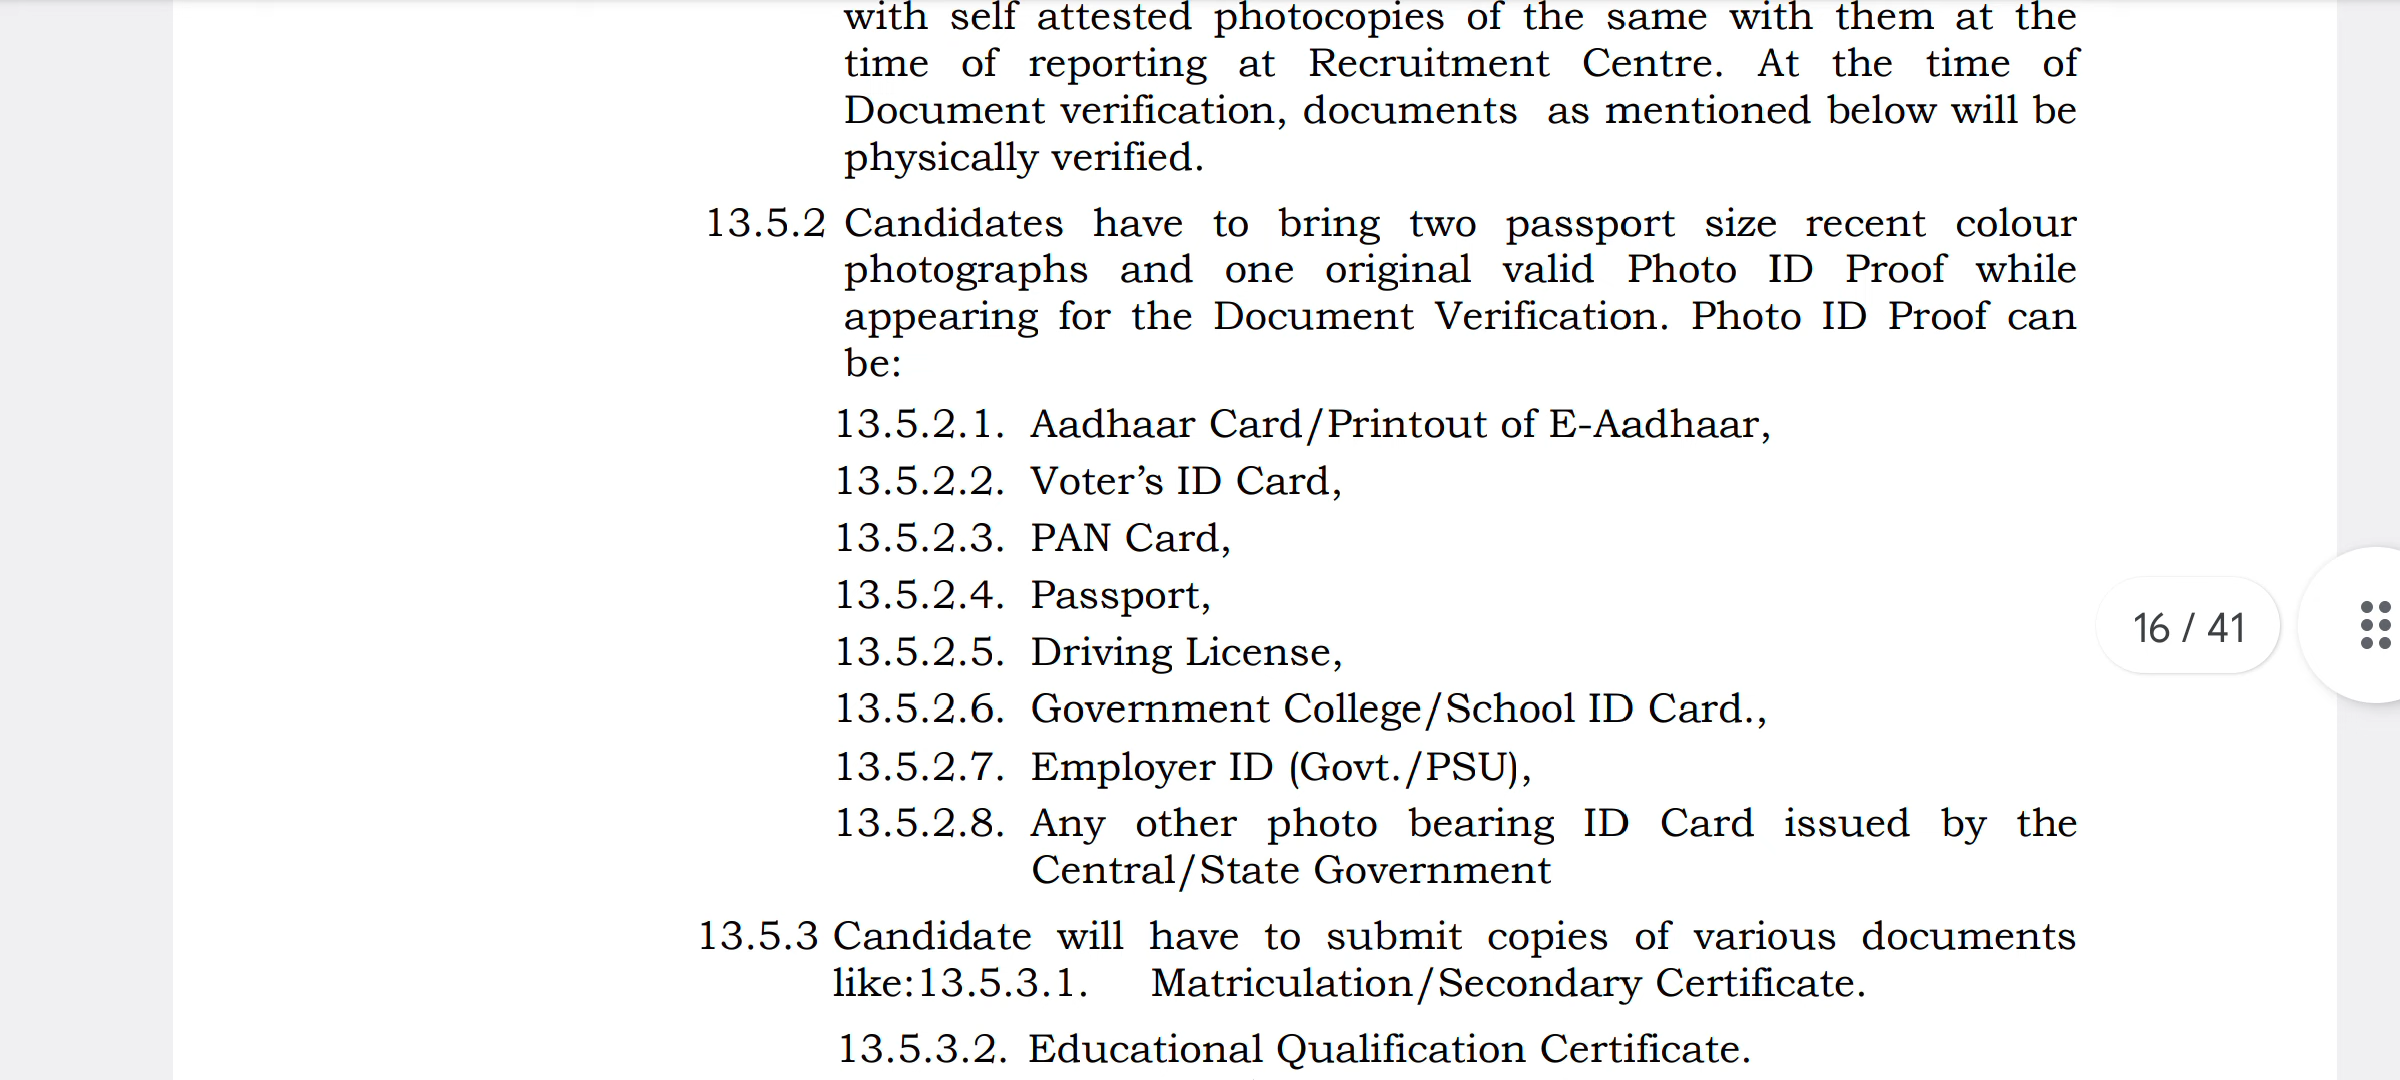 with self attested photocopies of the same with them at the
time of reporting at Recruitment Centre. At the time of
Document verification, documents as mentioned below will be
physically verified.
13.5.2 Candidates have to bring two passport size recent colour
photographs and one original valid Photo ID Proof while
appearing for the Document Verification. Photo ID Proof can
be:
13.5.2.1. Aadhaar Card/Printout of E-Aadhaar,
13.5.2.2. Voter’s ID Card,
13.5.2.3. PAN Card,
13.5.2.4. Passport,
13.5.2.5. Driving License,
13.5.2.6. Government College/School ID Card.,
13.5.2.7. Employer ID (Govt./PSU),
13.5.2.8. Any other photo bearing ID Card issued by the
Central/State Government
13.5.3 Candidate will have to submit copies of various documents
like:13.5.3.1. Matriculation/Secondary Certificate.
13.5.3.2. Educational Qualification Certificate.
16 / 41